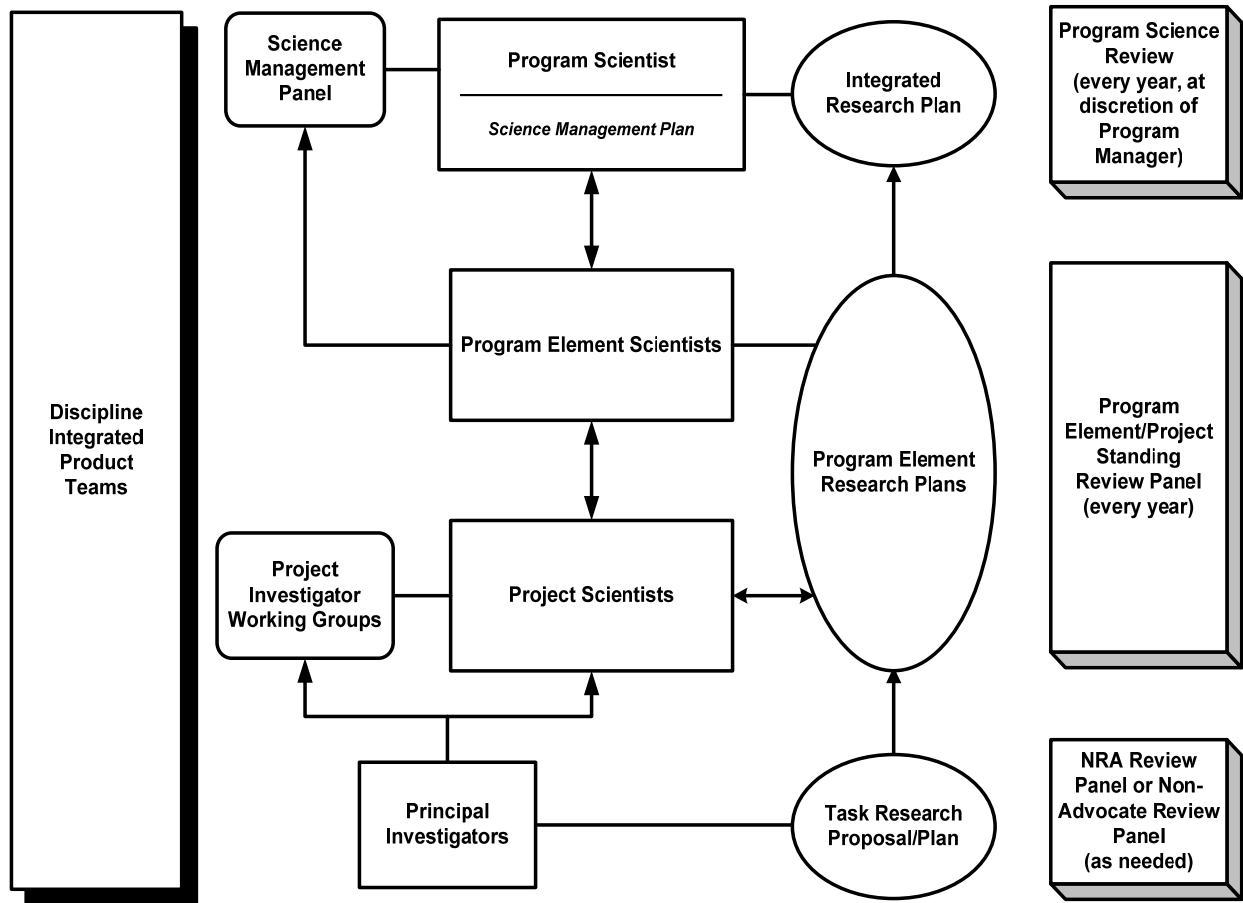 Discipline
Integrated
Product
Teams
Science
Management
Panel
Program Scientist
Science Management Plan
Integrated
Research Plan
Program Science
Review
(every year, at
discretion of
Program
Manager)
Program Element Scientists
Program Element
Research Plans
Program
Element/Project
Standing
Review Panel
(every year)
Project
Investigator
Working Groups
Project Scientists
Principal
Investigators
Task Research
Proposal/Plan
NRA Review
Panel or Non-
Advocate Review
Panel
(as needed)